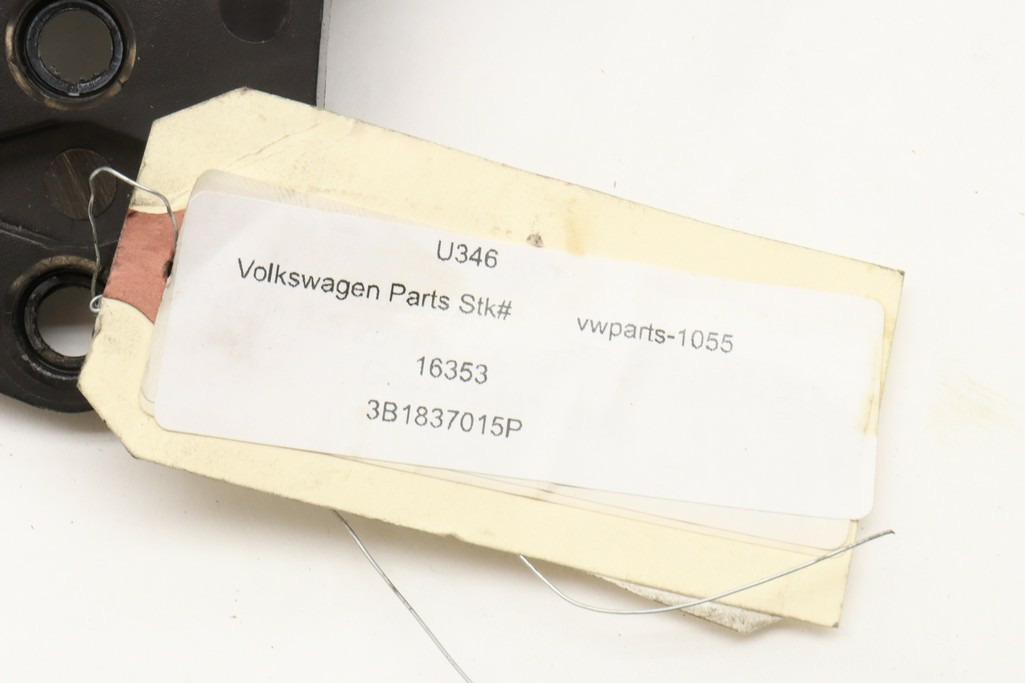 U346
Volkswagen Parts Stk# vwparts-1055
16353
3B1837015P